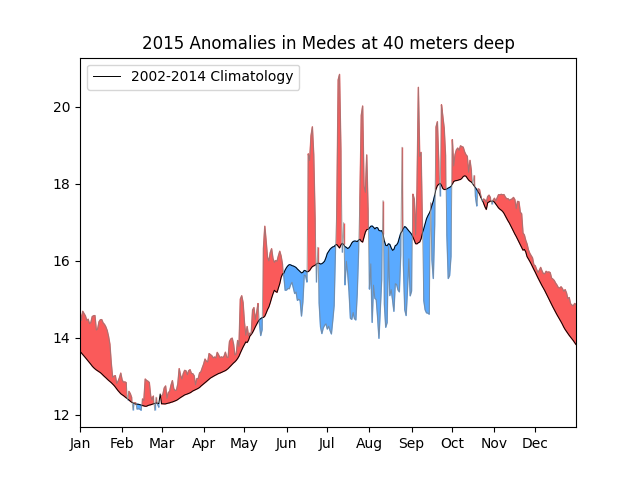 2015 Anomalies in Medes at 40 meters deep
2002-2014 Climatology
20
18
16
14
12
Jan Feb Mar Apr May Jun Jul Aug Sep Oct Nov Dec